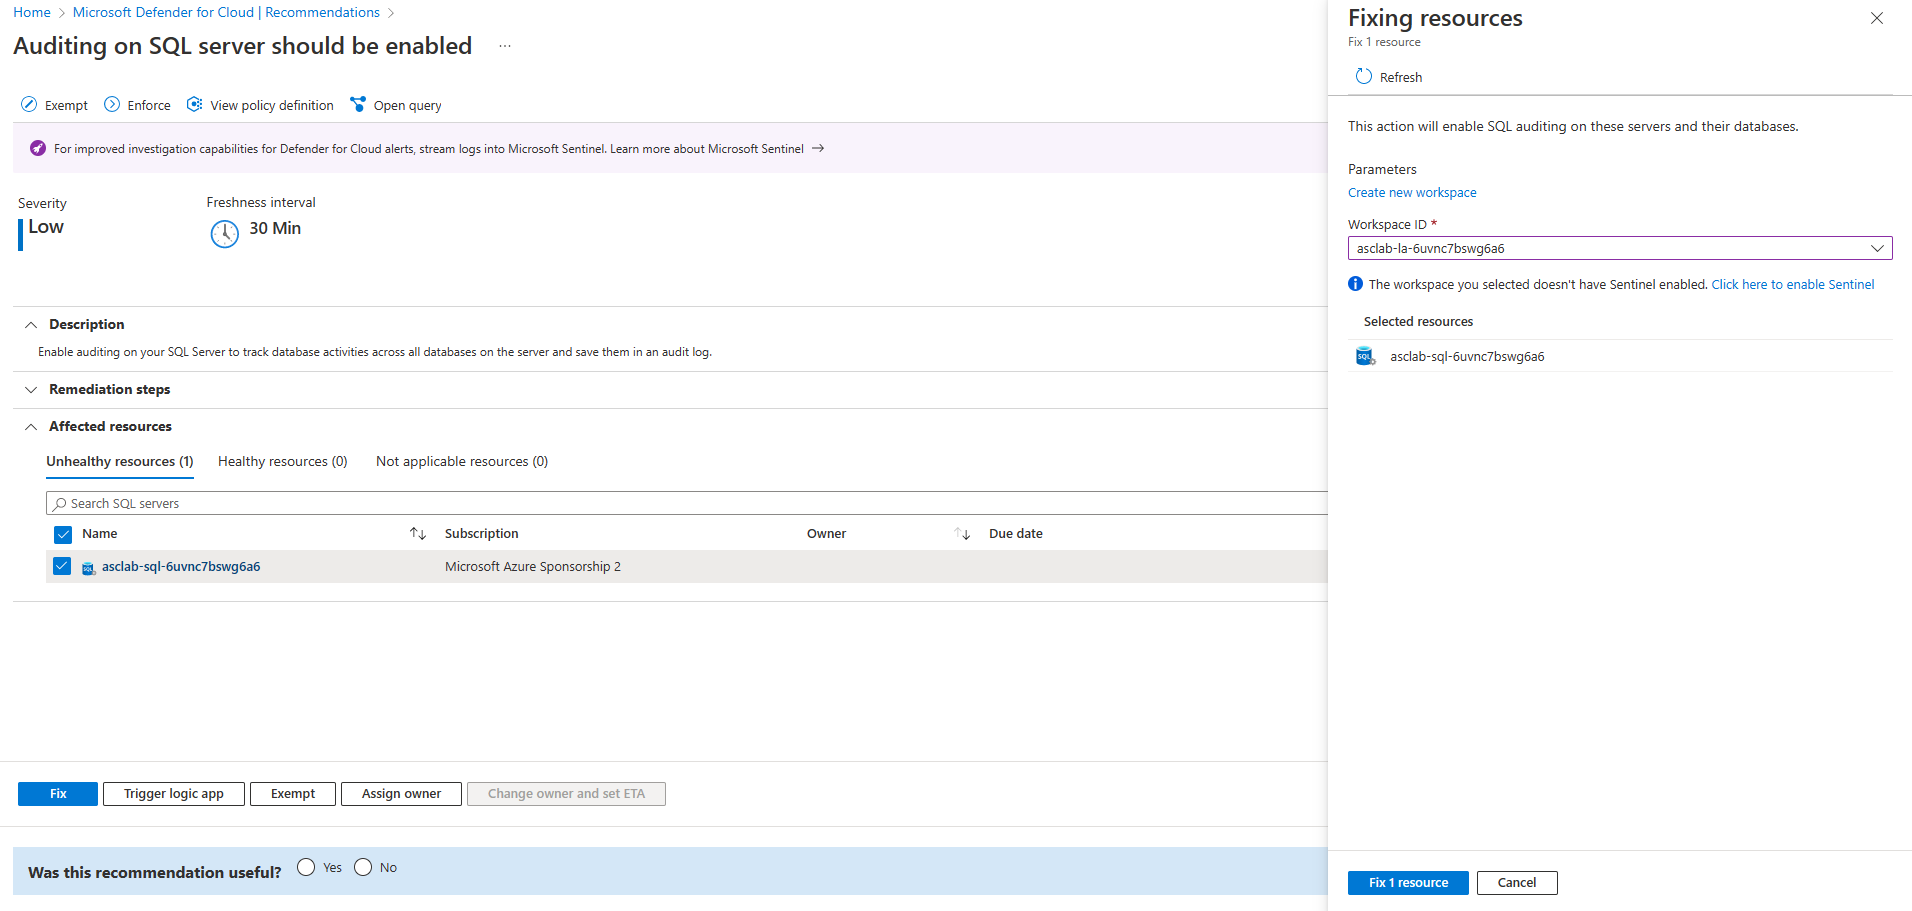 Home > Microsoft Defender for Cloud | Recommendations >
Auditing on SQL server should be enabled ...
Exempt Enforce View policy definition Open query
For improved investigation capabilities for Defender for Cloud alerts, stream logs into Microsoft Sentinel. Learn more about Microsoft Sentinel →
Severity
Low
Freshness interval
30 Min
Description
Enable auditing on your SQL Server to track database activities across all databases on the server and save them in an audit log.
Remediation steps
Affected resources
Unhealthy resources (1) Healthy resources (0) Not applicable resources (0)
Search SQL servers
Name Subscription Owner Due date
SQL asclab-sql-6uvnc7bswg6a6 Microsoft Azure Sponsorship 2
Fix Trigger logic app Exempt Assign owner Change owner and set ETA
Was this recommendation useful? Yes No
Fixing resources
Fix 1 resource
Refresh
This action will enable SQL auditing on these servers and their databases.
Parameters
Create new workspace
Workspace ID *
asclab-la-6uvnc7bswg6a6
The workspace you selected doesn't have Sentinel enabled. Click here to enable Sentinel
Selected resources
SQL asclab-sql-6uvnc7bswg6a6
Fix 1 resource Cancel